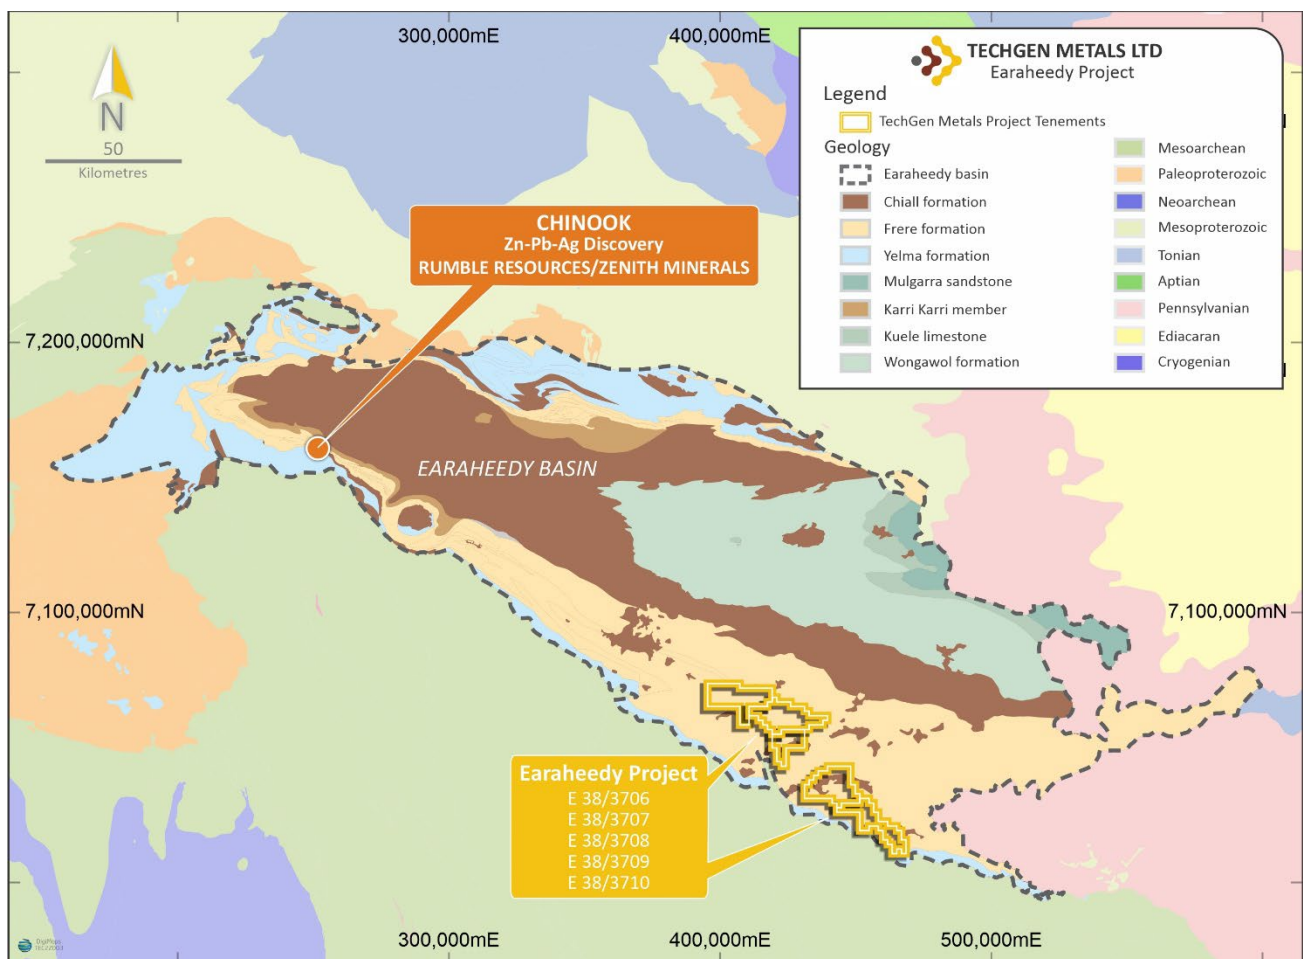 300,000mE
400,000mE
TECHGEN METALS LTD
Earaheedy Project
Legend
TechGen Metals Project Tenements
Geology
Earaheedy basin
Chiall formation
Frere formation
Yelma formation
Mulgarra sandstone
Karri Karri member
Kuele limestone
Wongawol formation
Mesoarchean
Paleoproterozoic
Neoarchean
Mesoproterozoic
Tonian
Aptian
Pennsylvanian
Ediacaran
Cryogenian
N
50
Kilometres
CHINOOK
Zn-Pb-Ag Discovery
RUMBLE RESOURCES/ZENITH MINERALS
7,200,000mN
EARAHEEDY BASIN
7,100,000mN
7,100,000mN
Earaheedy Project
E 38/3706
E 38/3707
E 38/3708
E 38/3709
E 38/3710
300,000mE
400,000mE
500,000mE
DigiMaps